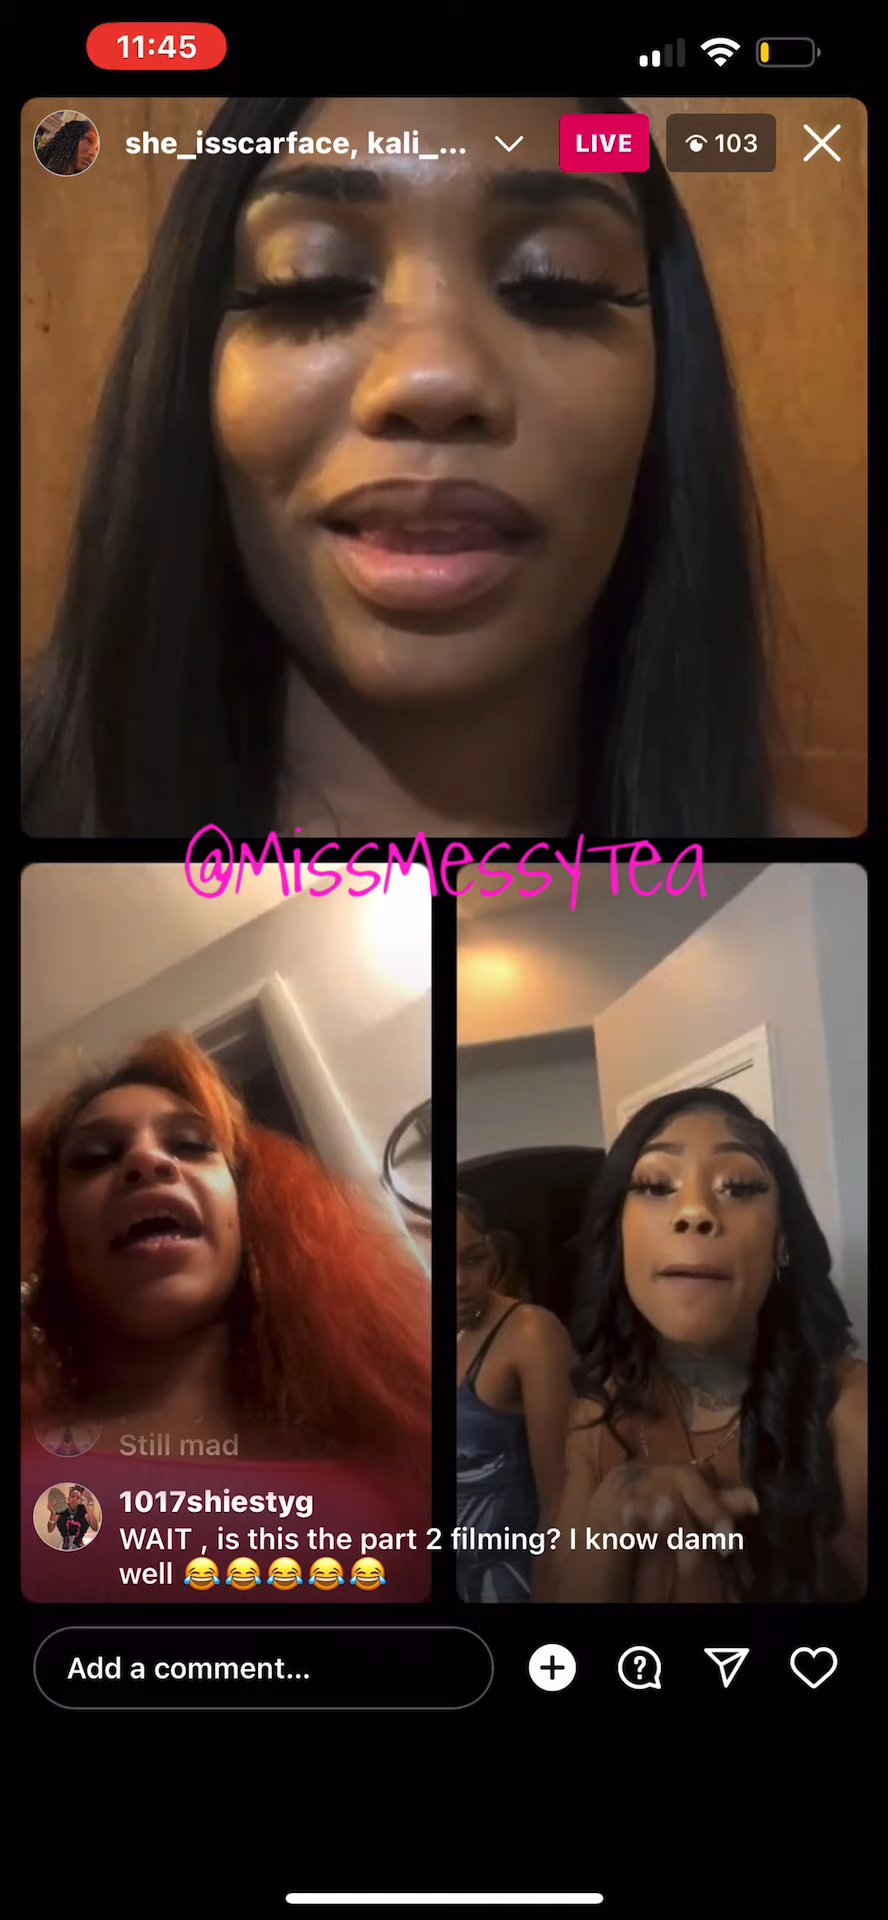 11:45
she_isscarface, kali_...
LIVE
103
@MissMessyTea
Still mad
1017shiestyg
WAIT , is this the part 2 filming? I know damn
well 😂😂😂😂😂
Add a comment...